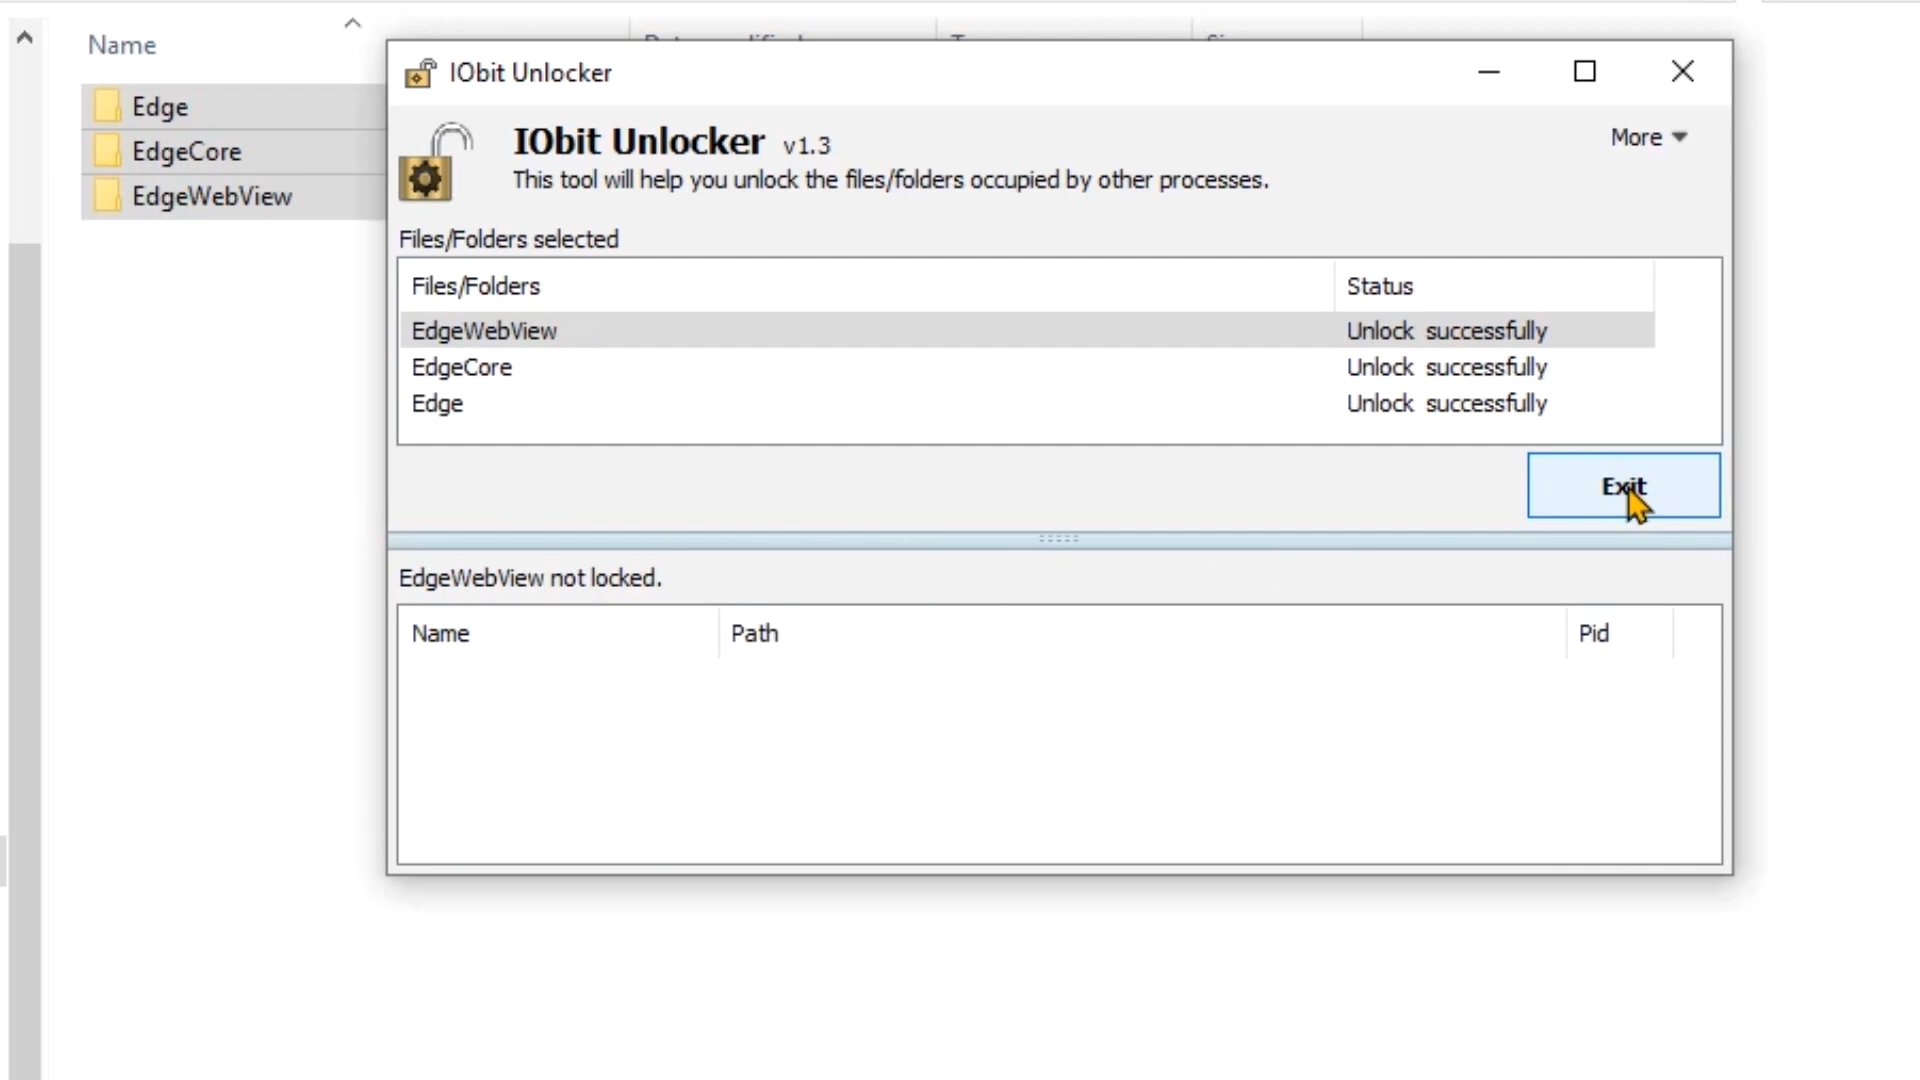 Name
Edge
EdgeCore
EdgeWebView
IObit Unlocker
IObit Unlocker v1.3
More
This tool will help you unlock the files/folders occupied by other processes.
Files/Folders selected
Files/Folders Status
EdgeWebView Unlock successfully
EdgeCore Unlock successfully
Edge Unlock successfully
Exit
EdgeWebView not locked.
Name Path Pid